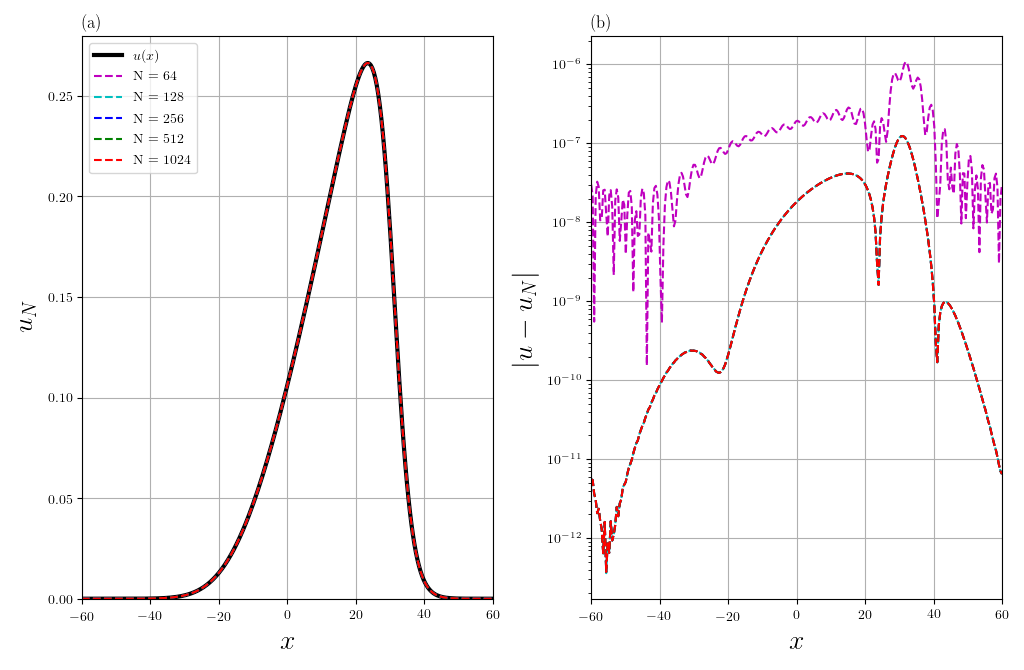 (a)
u(x)
N = 64
N = 128
N = 256
N = 512
N = 1024
0.25
0.20
0.15
0.10
0.05
0.00
−60
−40
−20
0
20
40
60
x
u_N
(b)
10^{−6}
10^{−7}
10^{−8}
10^{−9}
10^{−10}
10^{−11}
10^{−12}
−60
−40
−20
0
20
40
60
x
|u − u_N|